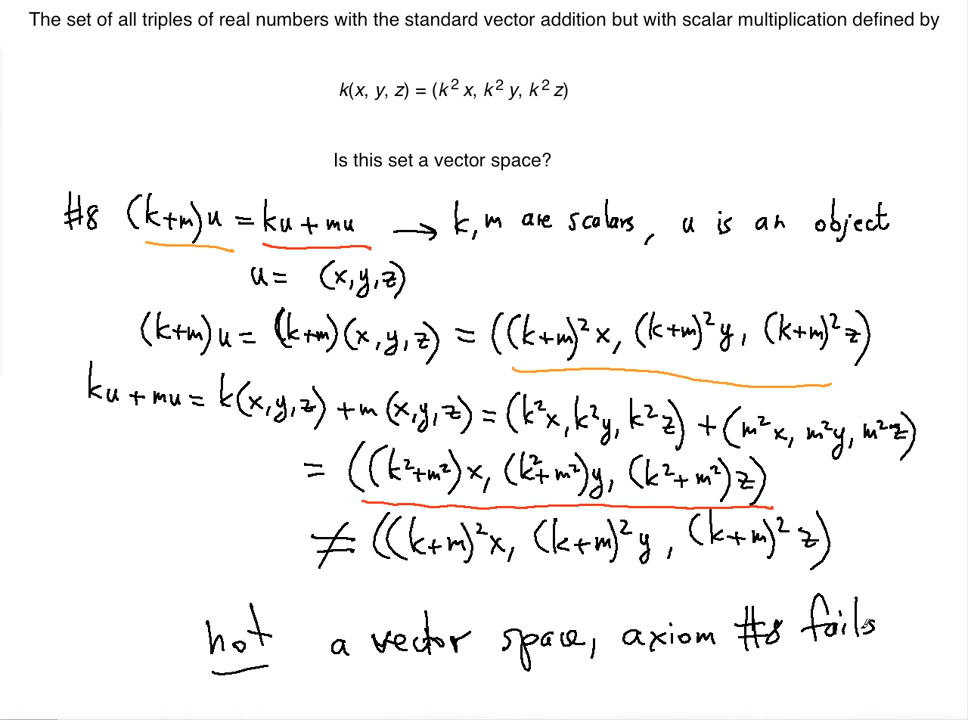 The set of all triples of real numbers with the standard vector addition but with scalar multiplication defined by
k(x, y, z) = (k² x, k² y, k² z)
Is this set a vector space?
#8 (k+m)u = ku + mu → k, m are scalars, u is an object
u = (x,y,z)
(k+m)u = (k+m)(x,y,z) = ((k+m)²x, (k+m)²y, (k+m)²z)
ku + mu = k(x,y,z) + m(x,y,z) = (k²x, k²y, k²z) + (m²x, m²y, m²z)
= ((k²+m²)x, (k²+m²)y, (k²+m²)z)
≠ ((k+m)²x, (k+m)²y, (k+m)²z)
not a vector space, axiom #8 fails